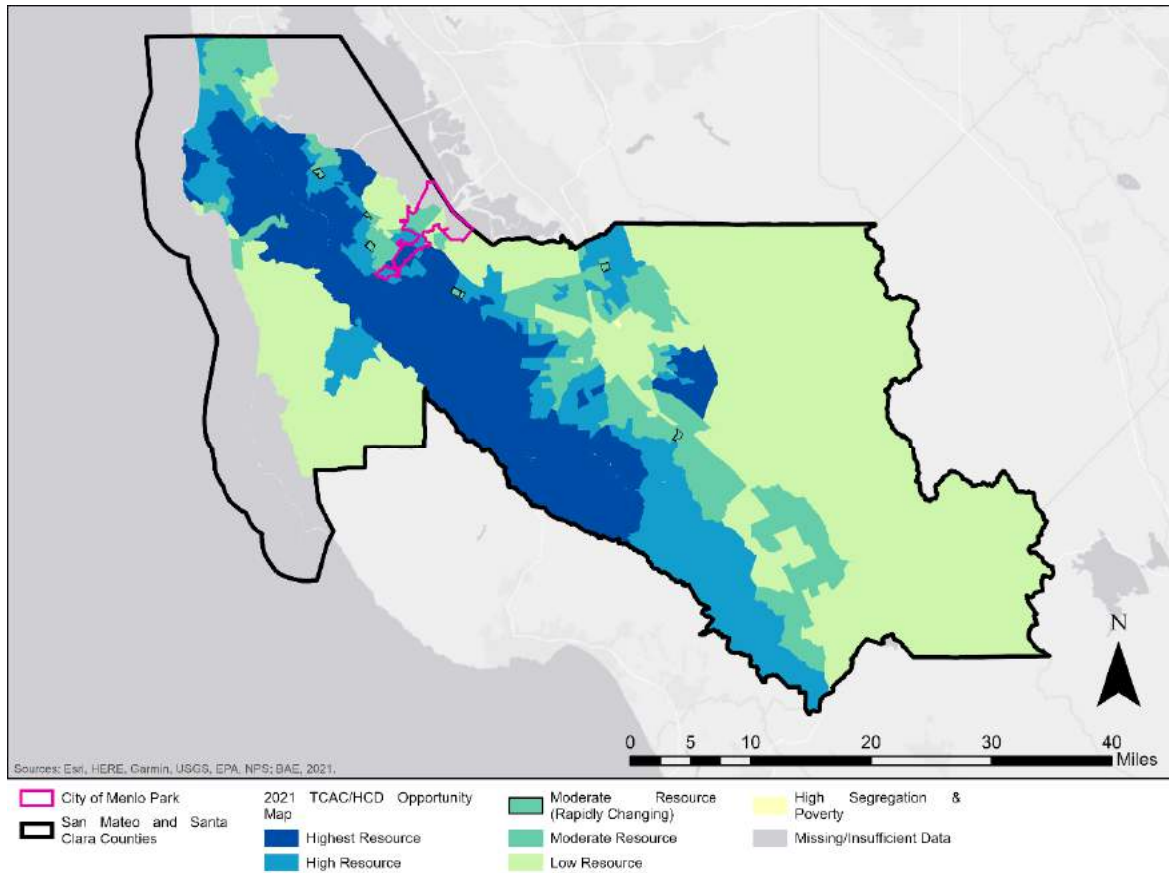 N
0 5 10 20 30 40
Miles
Sources: Esri, HERE, Garmin, USGS, EPA, NPS; BAE, 2021.
City of Menlo Park
San Mateo and Santa
Clara Counties
2021 TCAC/HCD Opportunity
Map
Highest Resource
High Resource
Moderate Resource
(Rapidly Changing)
Moderate Resource
Low Resource
High Segregation &
Poverty
Missing/Insufficient Data